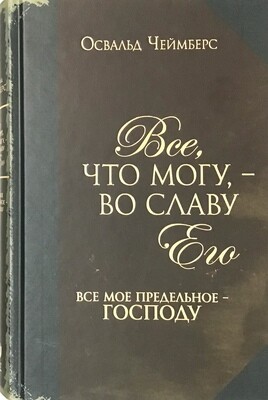 Освальд Чеймберс
Все,
что могу, –
во славу
Его
все мое предельное –
Господу